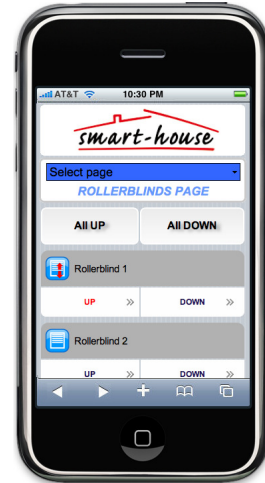 AT&T 10:30 PM
smart-house
Select page
ROLLERBLINDS PAGE
All UP All DOWN
Rollerblind 1
UP >> DOWN >>
Rollerblind 2
UP >> DOWN >>